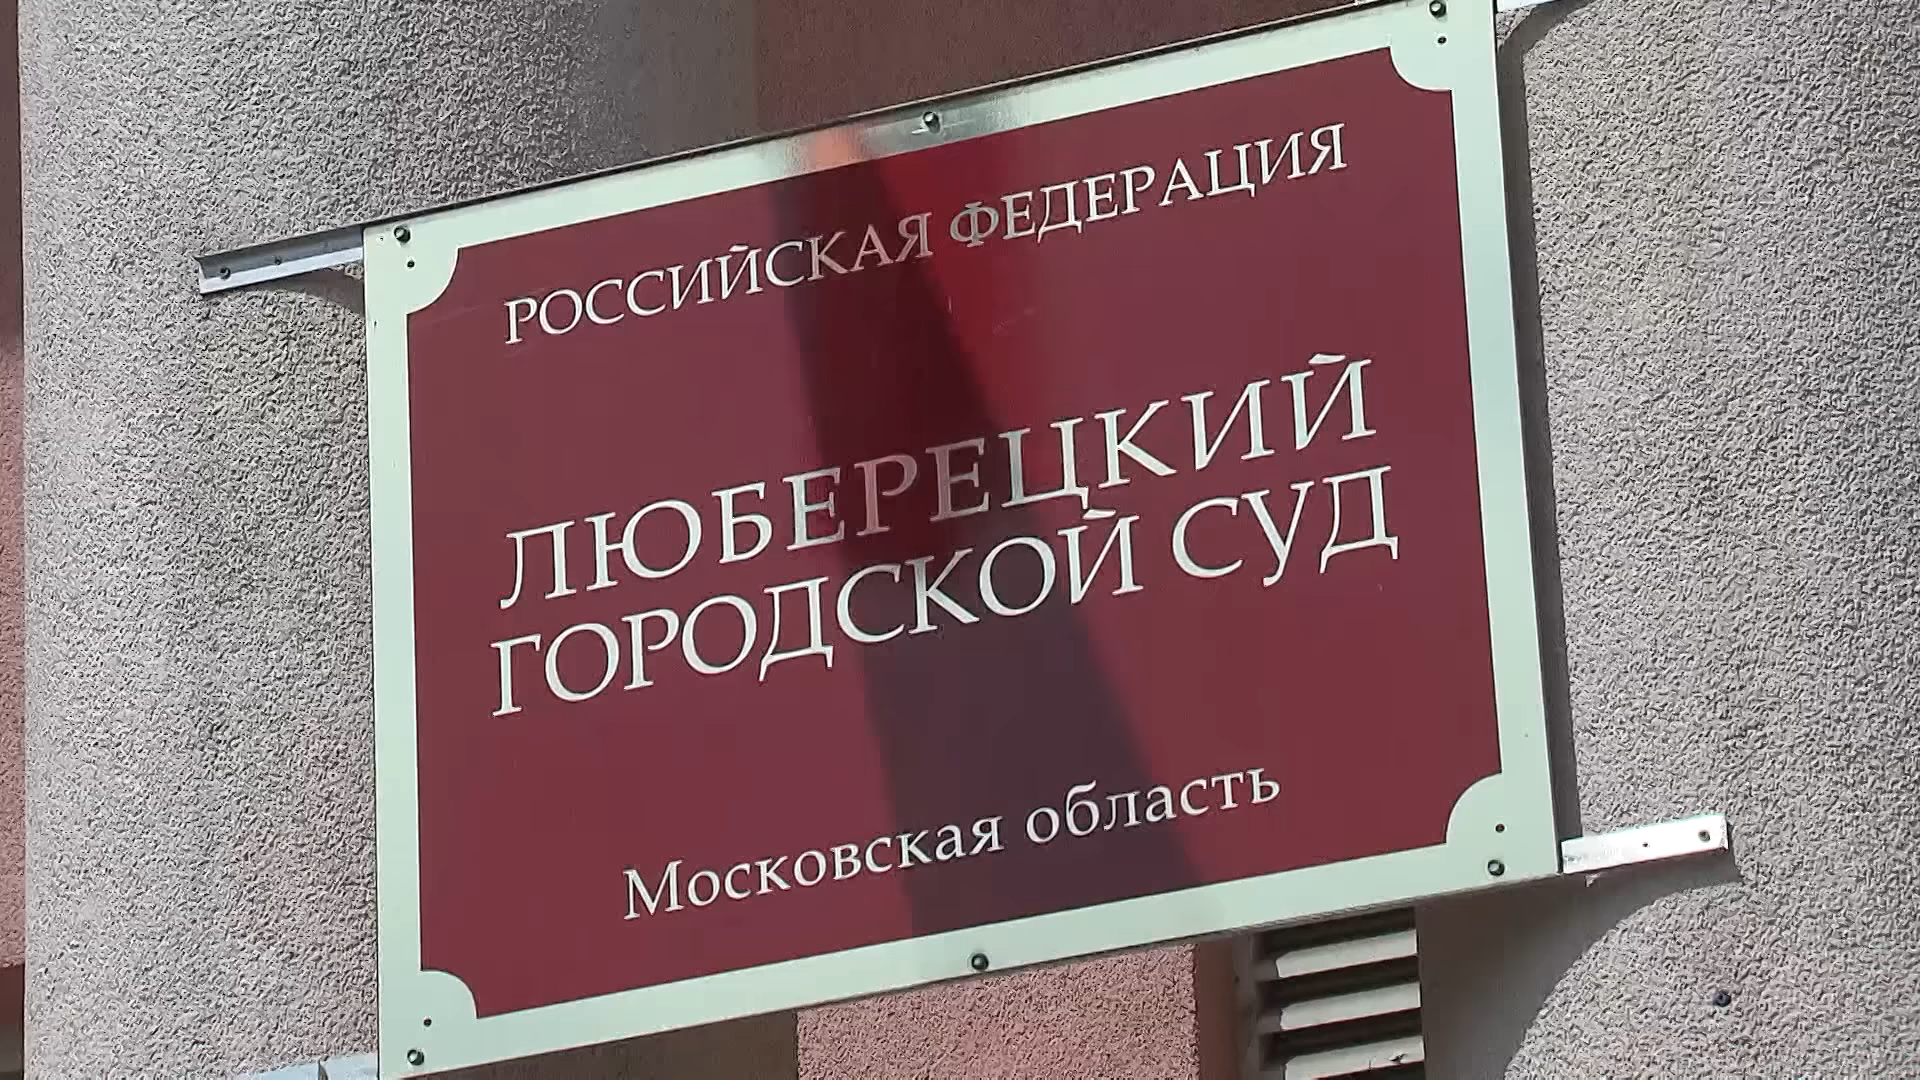 РОССИЙСКАЯ ФЕДЕРАЦИЯ
ЛЮБЕРЕЦКИЙ
ГОРОДСКОЙ СУД
Московская область